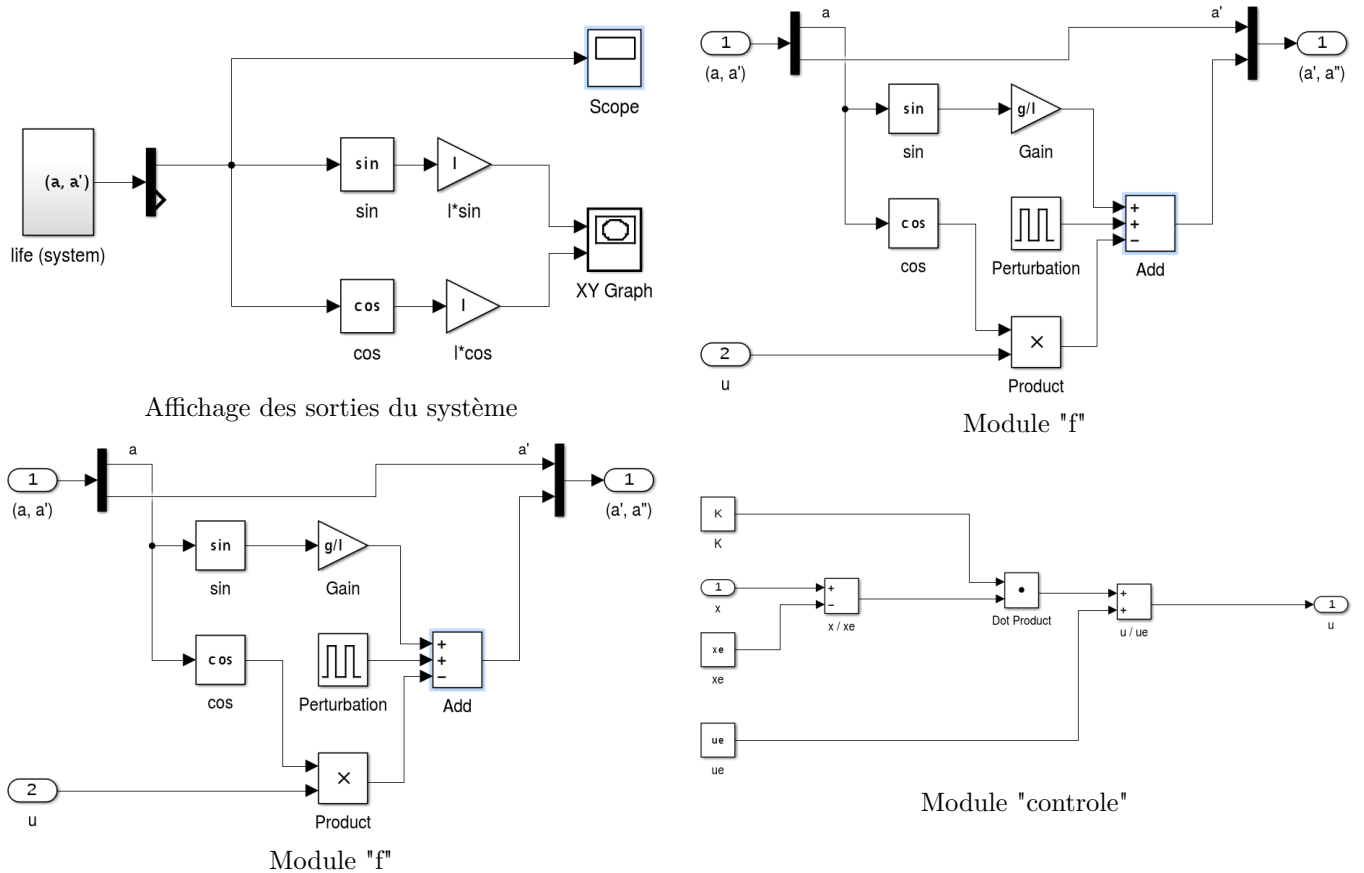 Scope
(a, a')
sin
l
sin
l*sin
life (system)
XY Graph
cos
l
cos
l*cos
Affichage des sorties du système
a
a'
1
1
(a, a')
(a', a")
sin
g/l
sin
Gain
cos
+
+
−
cos
Perturbation
Add
×
2
u
Product
Module "f"
a
a'
1
1
(a, a')
(a', a")
sin
g/l
sin
Gain
cos
+
+
−
cos
Perturbation
Add
×
2
u
Product
Module "f"
K
K
1
x
+
−
x / xe
Dot Product
+
+
u / ue
1
u
xe
xe
ue
ue
Module "controle"